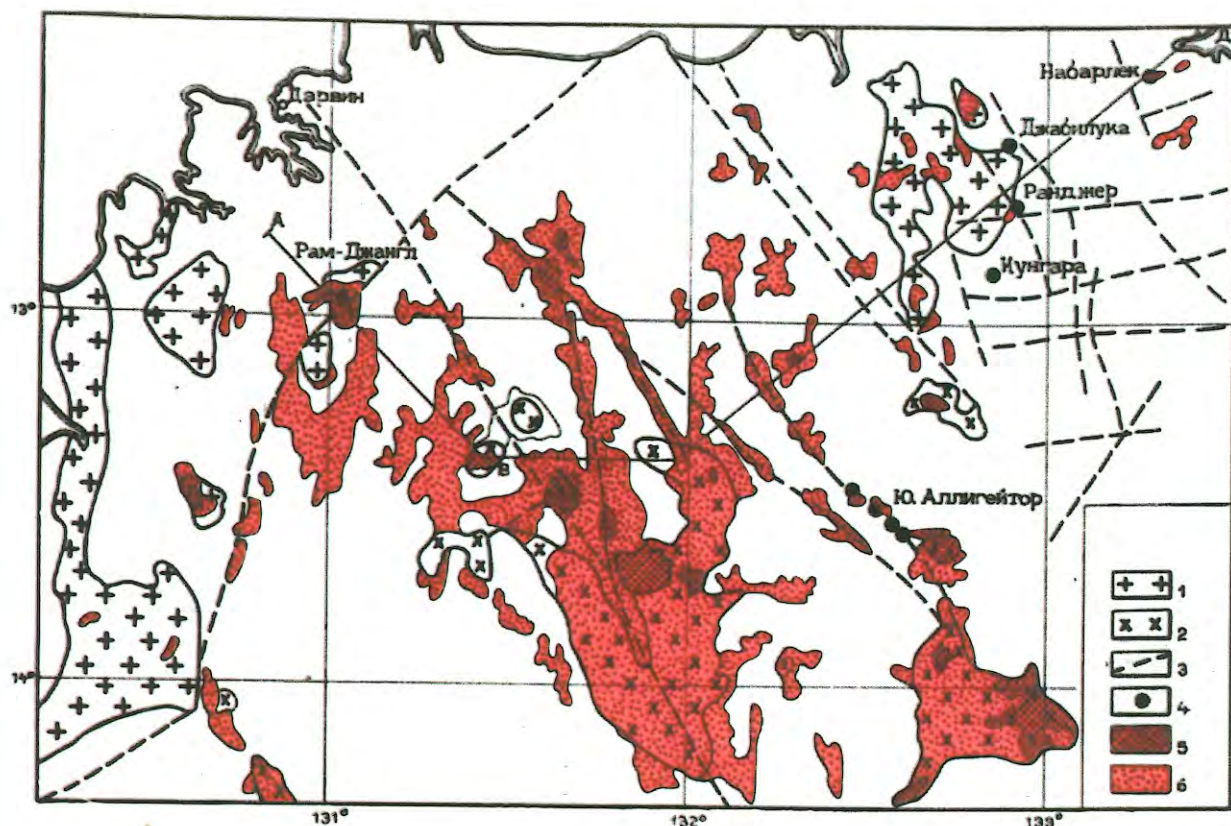 Дарвин
Набарлек
Джабилука
Ранджер
А
Рам-Джангл
Кунгара
13°
В
Ю. Аллигейтор
1
2
14°
3
4
5
6
131°
132°
133°